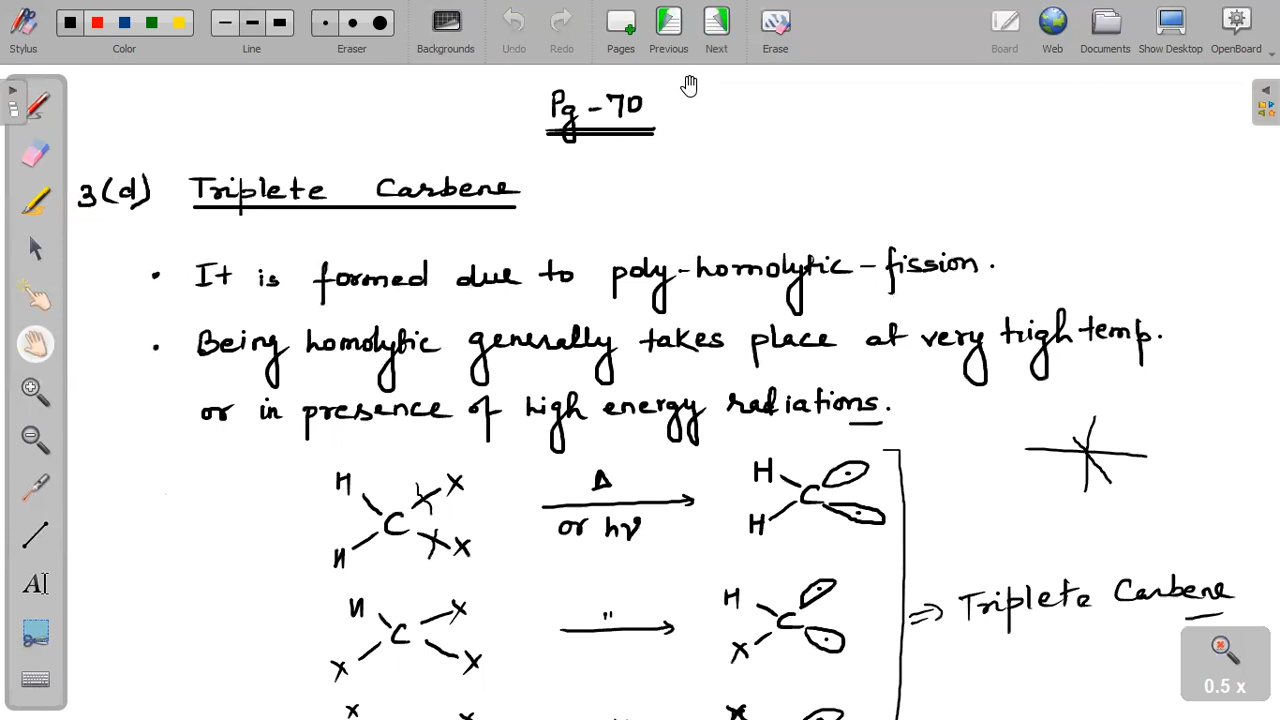 Stylus
Color
Line
Eraser
Backgrounds
Undo
Redo
Pages
Previous
Next
Erase
Board
Web
Documents
Show Desktop
OpenBoard
Pg - 70
3(d) Triplete Carbene
• It is formed due to poly-homolytic-fission.
• Being homolytic generally takes place at very high temp.
or in presence of high energy radiations.
H X C H X Δ or hν H C H
H X C X X " H C X
⇒ Triplete Carbene
X X " X
AI
0.5 x